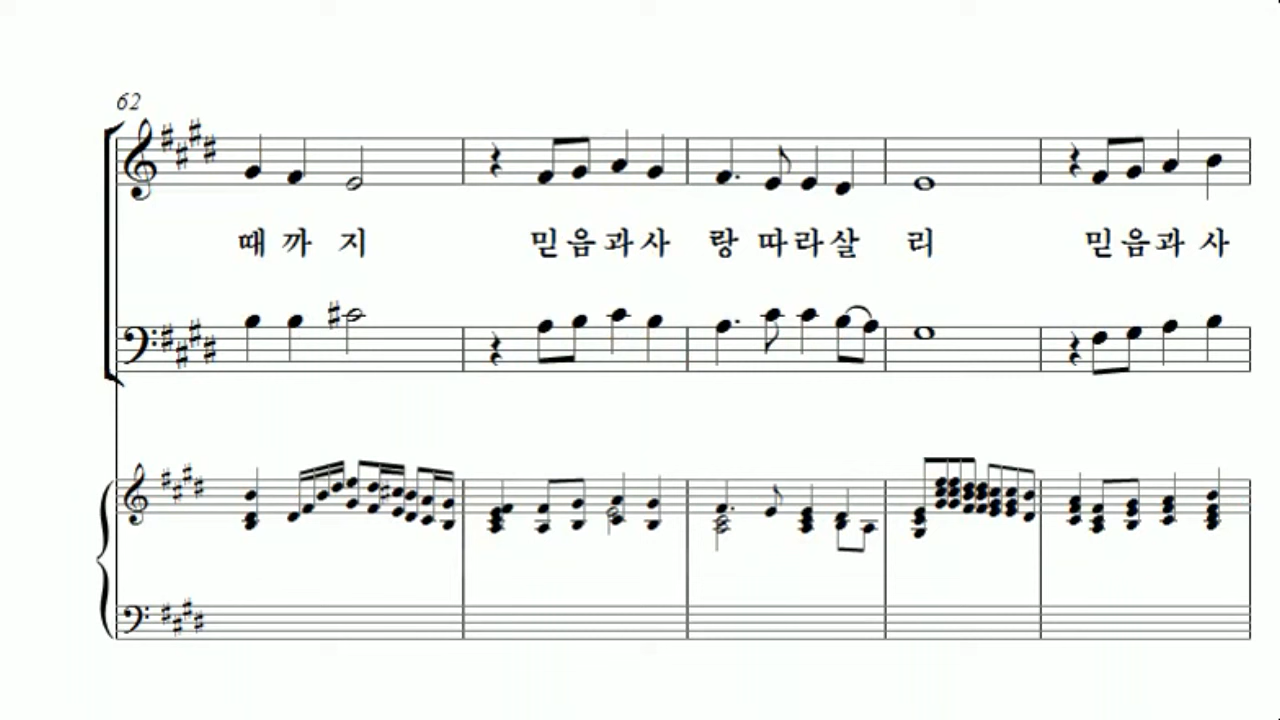 62
때 까 지 믿 음 과 사 랑 따 라 살 리 믿 음 과 사